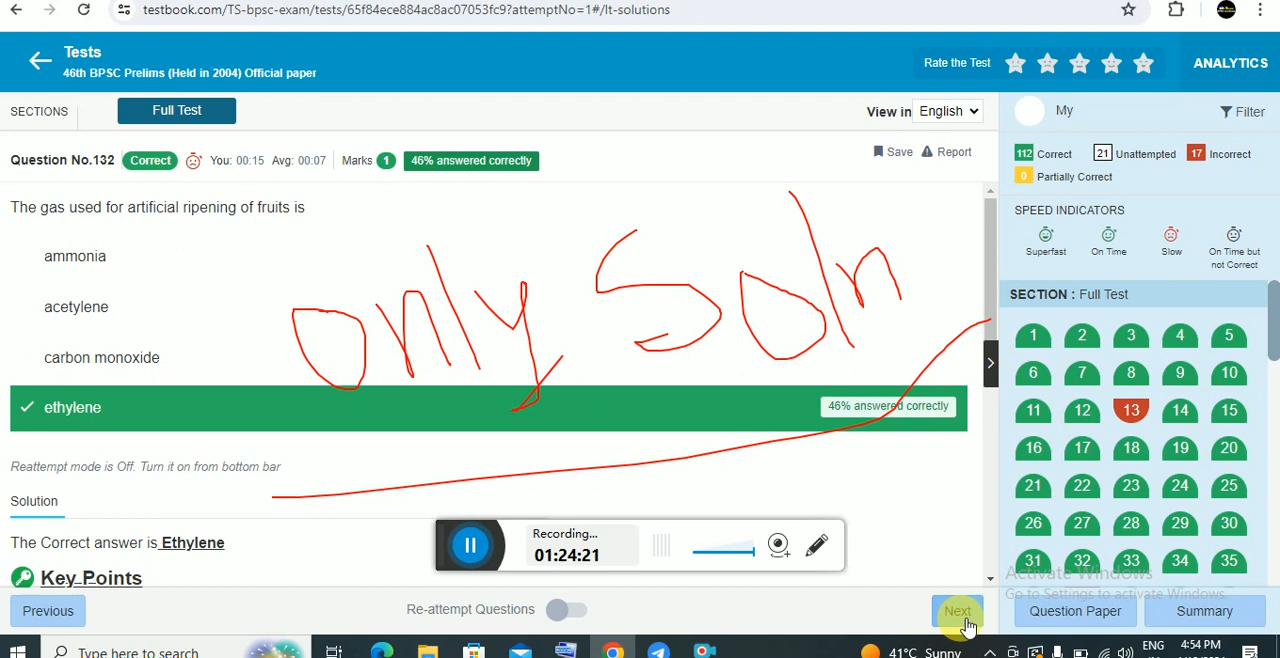 testbook.com/TS-bpsc-exam/tests/65f84ece884ac8ac07053fc9?attemptNo=1#/lt-solutions
Tests
46th BPSC Prelims (Held in 2004) Official paper
Rate the Test
ANALYTICS
SECTIONS
Full Test
View in English
My
Filter
Question No.132 Correct You: 00:15 Avg: 00:07 Marks 1 46% answered correctly
Save Report
112 Correct 21 Unattempted 17 Incorrect
0 Partially Correct
The gas used for artificial ripening of fruits is
ammonia
acetylene
carbon monoxide
ethylene
46% answered correctly
only Soln
SPEED INDICATORS
Superfast On Time Slow On Time but not Correct
SECTION : Full Test
1 2 3 4 5
6 7 8 9 10
11 12 13 14 15
16 17 18 19 20
21 22 23 24 25
26 27 28 29 30
31 32 33 34 35
Reattempt mode is Off. Turn it on from bottom bar
Solution
The Correct answer is Ethylene
Key Points
Recording...
01:24:21
Activate Windows
Go to Settings to activate Windows.
Previous
Re-attempt Questions
Next
Question Paper
Summary
Type here to search
41°C Sunny
ENG
4:54 PM